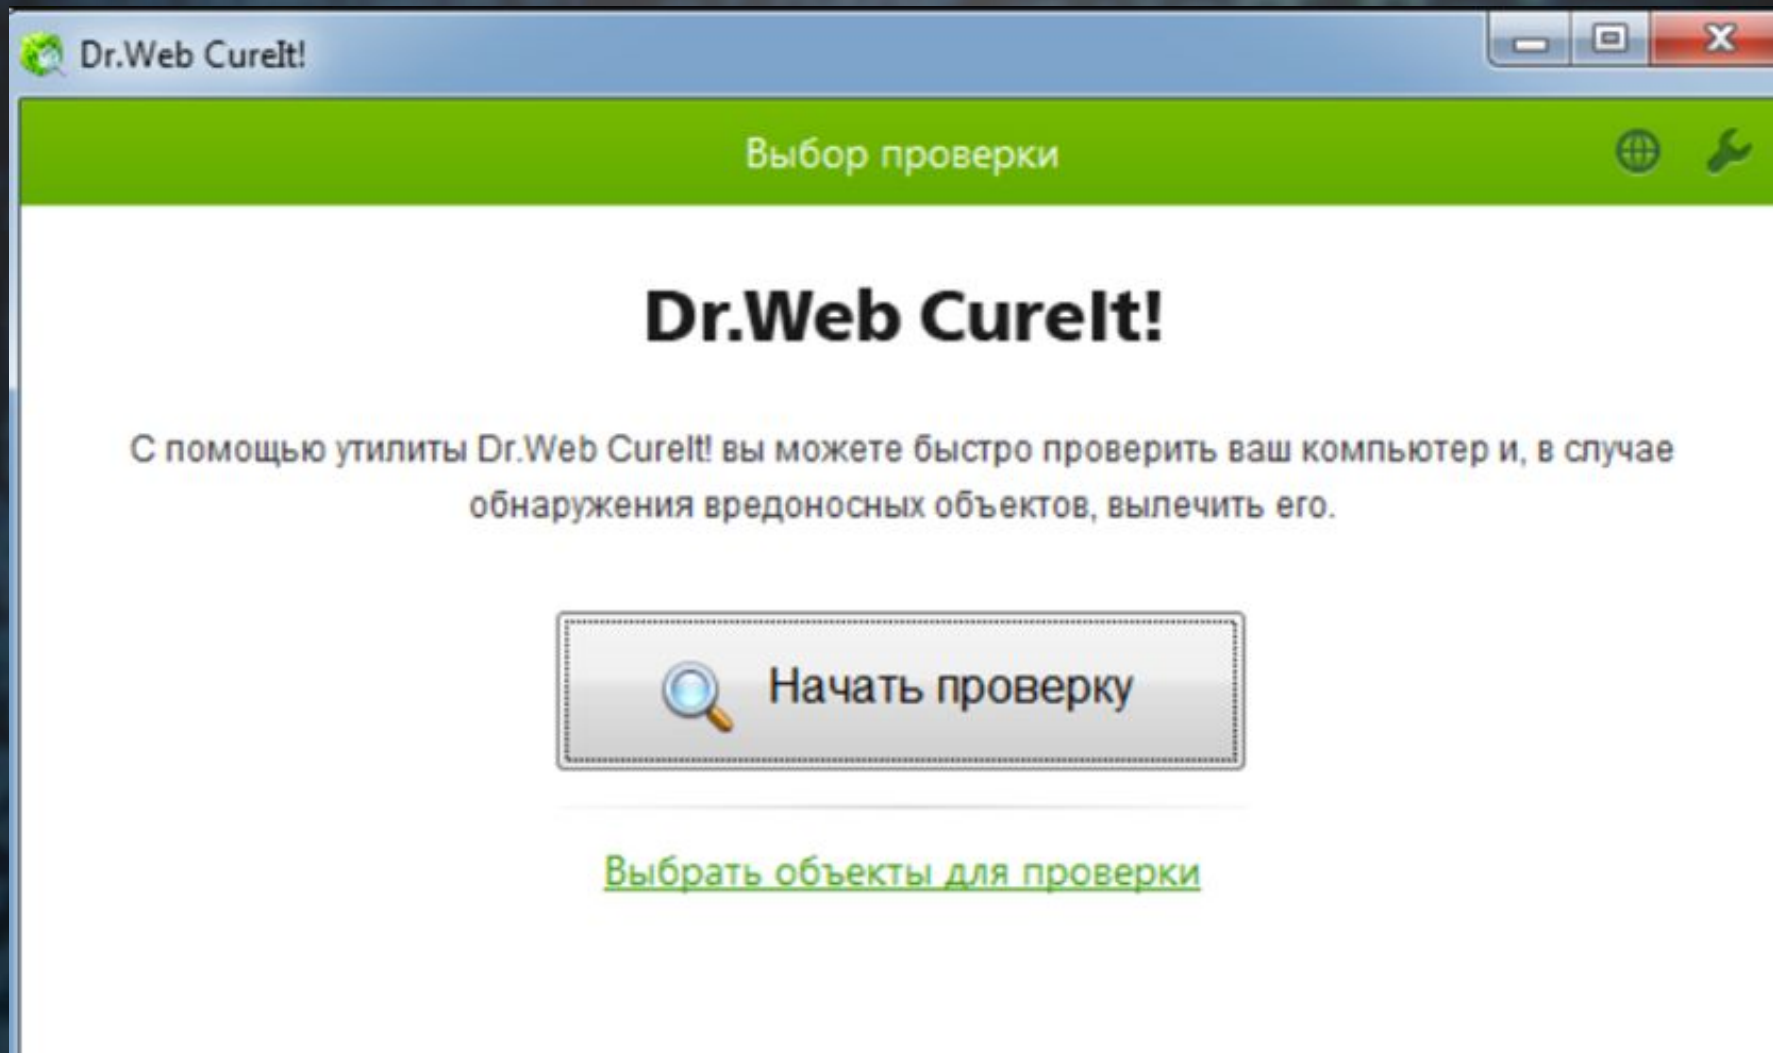 Dr.Web CureIt!
Выбор проверки
Dr.Web CureIt!
С помощью утилиты Dr.Web CureIt! вы можете быстро проверить ваш компьютер и, в случае
обнаружения вредоносных объектов, вылечить его.
Начать проверку
Выбрать объекты для проверки